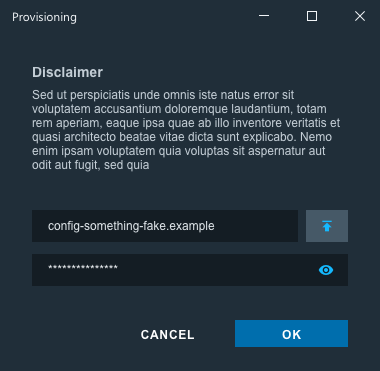 Provisioning
Disclaimer
Sed ut perspiciatis unde omnis iste natus error sit
voluptatem accusantium doloremque laudantium, totam
rem aperiam, eaque ipsa quae ab illo inventore veritatis et
quasi architecto beatae vitae dicta sunt explicabo. Nemo
enim ipsam voluptatem quia voluptas sit aspernatur aut
odit aut fugit, sed quia
config-something-fake.example
***************
CANCEL
OK